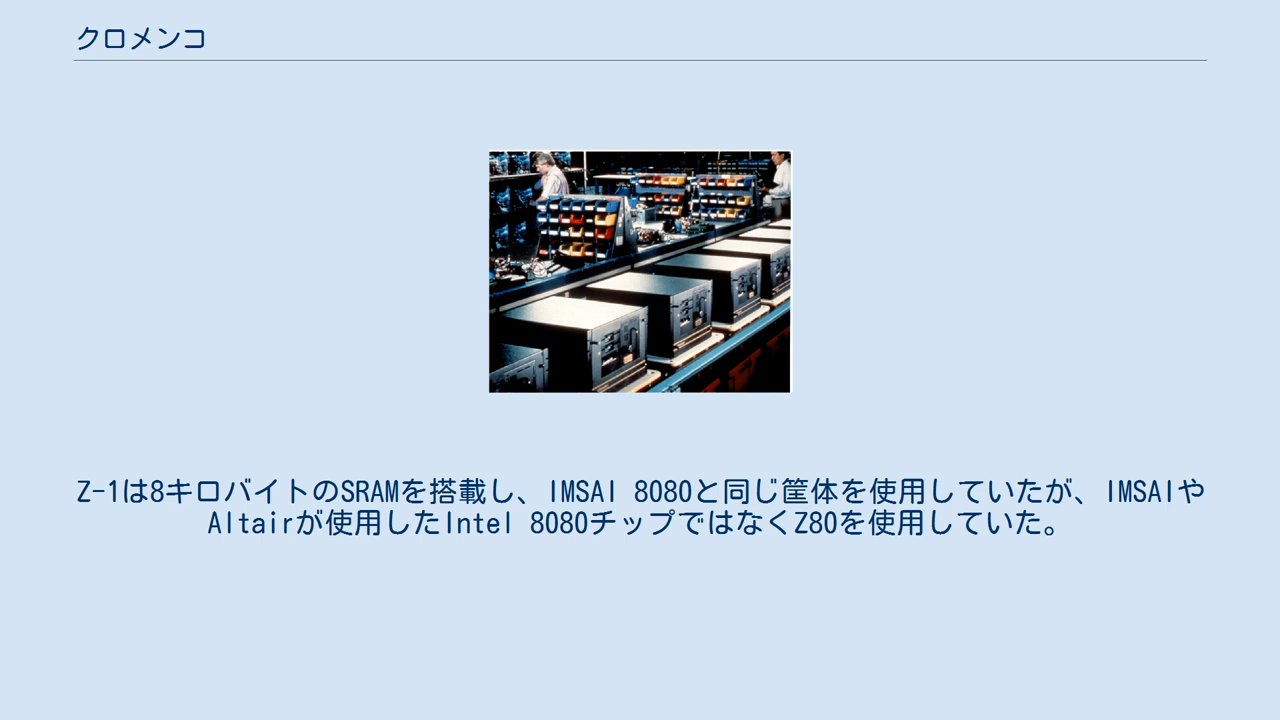 クロメンコ
Z-1は8キロバイトのSRAMを搭載し、IMSAI 8080と同じ筐体を使用していたが、IMSAIや
Altairが使用したIntel 8080チップではなくZ80を使用していた。